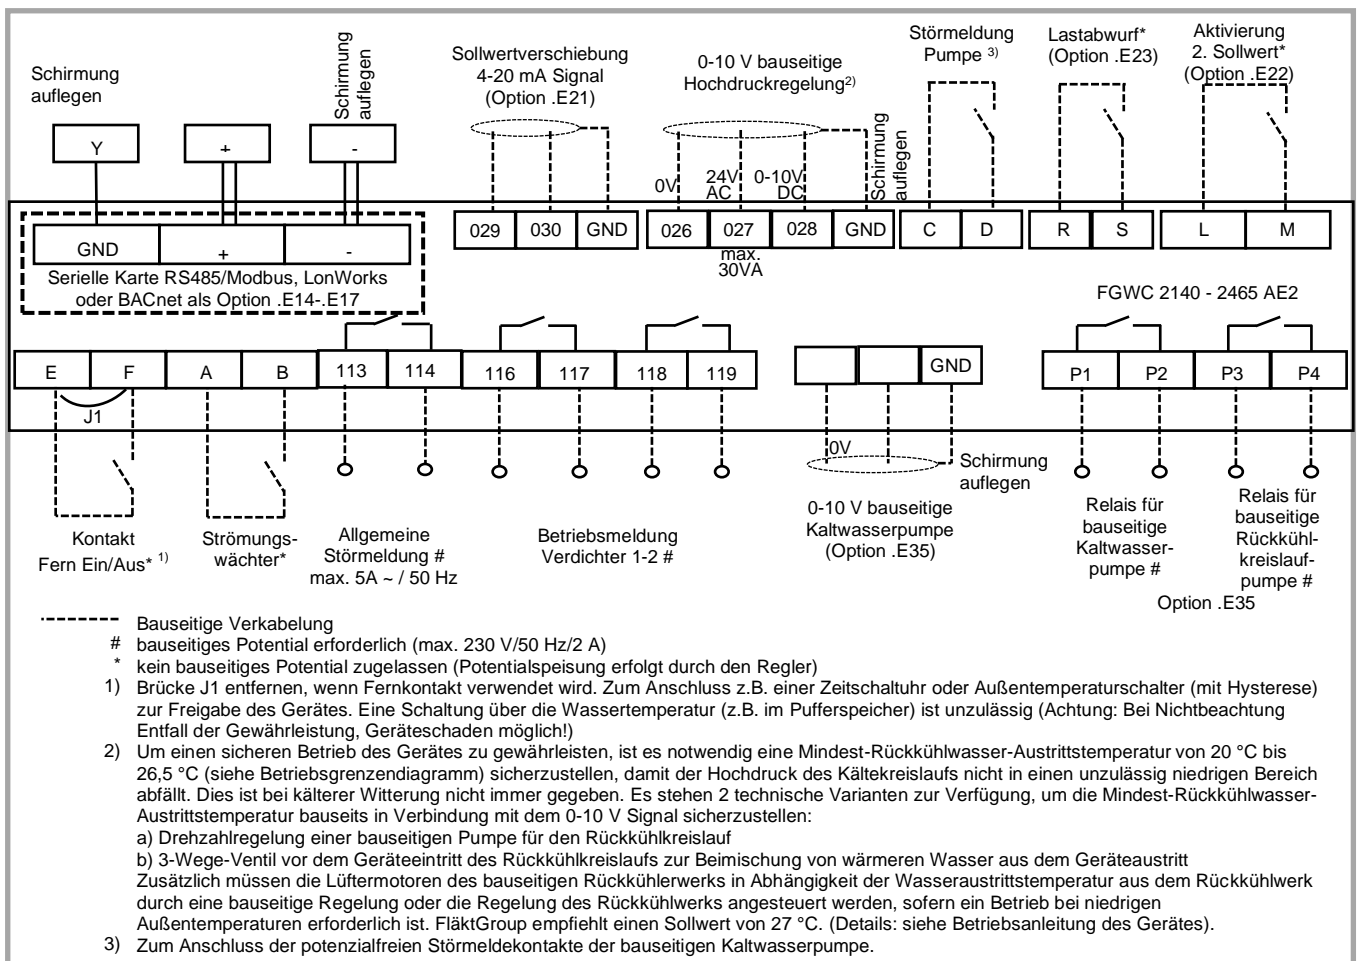 Schirmung
auflegen
Schirmung
auflegen
Sollwertverschiebung
4-20 mA Signal
(Option .E21)
0-10 V bauseitige
Hochdruckregelung2)
Störmeldung
Pumpe 3)
Lastabwurf*
(Option .E23)
Aktivierung
2. Sollwert*
(Option .E22)
Y
+
-
0V
24V
AC
0-10V
DC
Schirmung
auflegen
GND
+
-
029
030
GND
026
027
028
GND
C
D
R
S
L
M
max.
30VA
Serielle Karte RS485/Modbus, LonWorks
oder BACnet als Option .E14-.E17
FGWC 2140 - 2465 AE2
E
F
A
B
113
114
116
117
118
119
GND
P1
P2
P3
P4
J1
0V
Schirmung
auflegen
Kontakt
Fern Ein/Aus* 1)
Strömungs-
wächter*
Allgemeine
Störmeldung #
max. 5A ~ / 50 Hz
Betriebsmeldung
Verdichter 1-2 #
0-10 V bauseitige
Kaltwasserpumpe
(Option .E35)
Relais für
bauseitige
Kaltwasser-
pumpe #
Relais für
bauseitige
Rückkühl-
kreislauf-
pumpe #
Option .E35
Bauseitige Verkabelung
# bauseitiges Potential erforderlich (max. 230 V/50 Hz/2 A)
* kein bauseitiges Potential zugelassen (Potentialspeisung erfolgt durch den Regler)
1) Brücke J1 entfernen, wenn Fernkontakt verwendet wird. Zum Anschluss z.B. einer Zeitschaltuhr oder Außentemperaturschalter (mit Hysterese)
zur Freigabe des Gerätes. Eine Schaltung über die Wassertemperatur (z.B. im Pufferspeicher) ist unzulässig (Achtung: Bei Nichtbeachtung
Entfall der Gewährleistung, Geräteschaden möglich!)
2) Um einen sicheren Betrieb des Gerätes zu gewährleisten, ist es notwendig eine Mindest-Rückkühlwasser-Austrittstemperatur von 20 °C bis
26,5 °C (siehe Betriebsgrenzendiagramm) sicherzustellen, damit der Hochdruck des Kältekreislaufs nicht in einen unzulässig niedrigen Bereich
abfällt. Dies ist bei kälterer Witterung nicht immer gegeben. Es stehen 2 technische Varianten zur Verfügung, um die Mindest-Rückkühlwasser-
Austrittstemperatur bauseits in Verbindung mit dem 0-10 V Signal sicherzustellen:
a) Drehzahlregelung einer bauseitigen Pumpe für den Rückkühlkreislauf
b) 3-Wege-Ventil vor dem Geräteeintritt des Rückkühlkreislaufs zur Beimischung von wärmeren Wasser aus dem Geräteaustritt
Zusätzlich müssen die Lüftermotoren des bauseitigen Rückkühlerwerks in Abhängigkeit der Wasseraustrittstemperatur aus dem Rückkühlwerk
durch eine bauseitige Regelung oder die Regelung des Rückkühlwerks angesteuert werden, sofern ein Betrieb bei niedrigen
Außentemperaturen erforderlich ist. FläktGroup empfiehlt einen Sollwert von 27 °C. (Details: siehe Betriebsanleitung des Gerätes).
3) Zum Anschluss der potenzialfreien Störmeldekontakte der bauseitigen Kaltwasserpumpe.